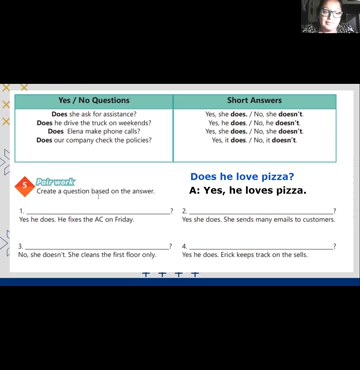 Yes / No Questions
Short Answers
Does she ask for assistance?
Yes, she does. / No, she doesn't.
Does he drive the truck on weekends?
Yes, he does. / No, he doesn't.
Does Elena make phone calls?
Yes, she does. / No, she doesn't.
Does our company check the policies?
Yes, it does. / No, it doesn't.
5
Pair work
Create a question based on the answer.
Does he love pizza?
A: Yes, he loves pizza.
1. ______________________________?
Yes he does. He fixes the AC on Friday.
2. ______________________________?
Yes she does. She sends many emails to customers.
3. ______________________________?
No, she doesn't. She cleans the first floor only.
4. ______________________________?
Yes he does. Erick keeps track on the sells.